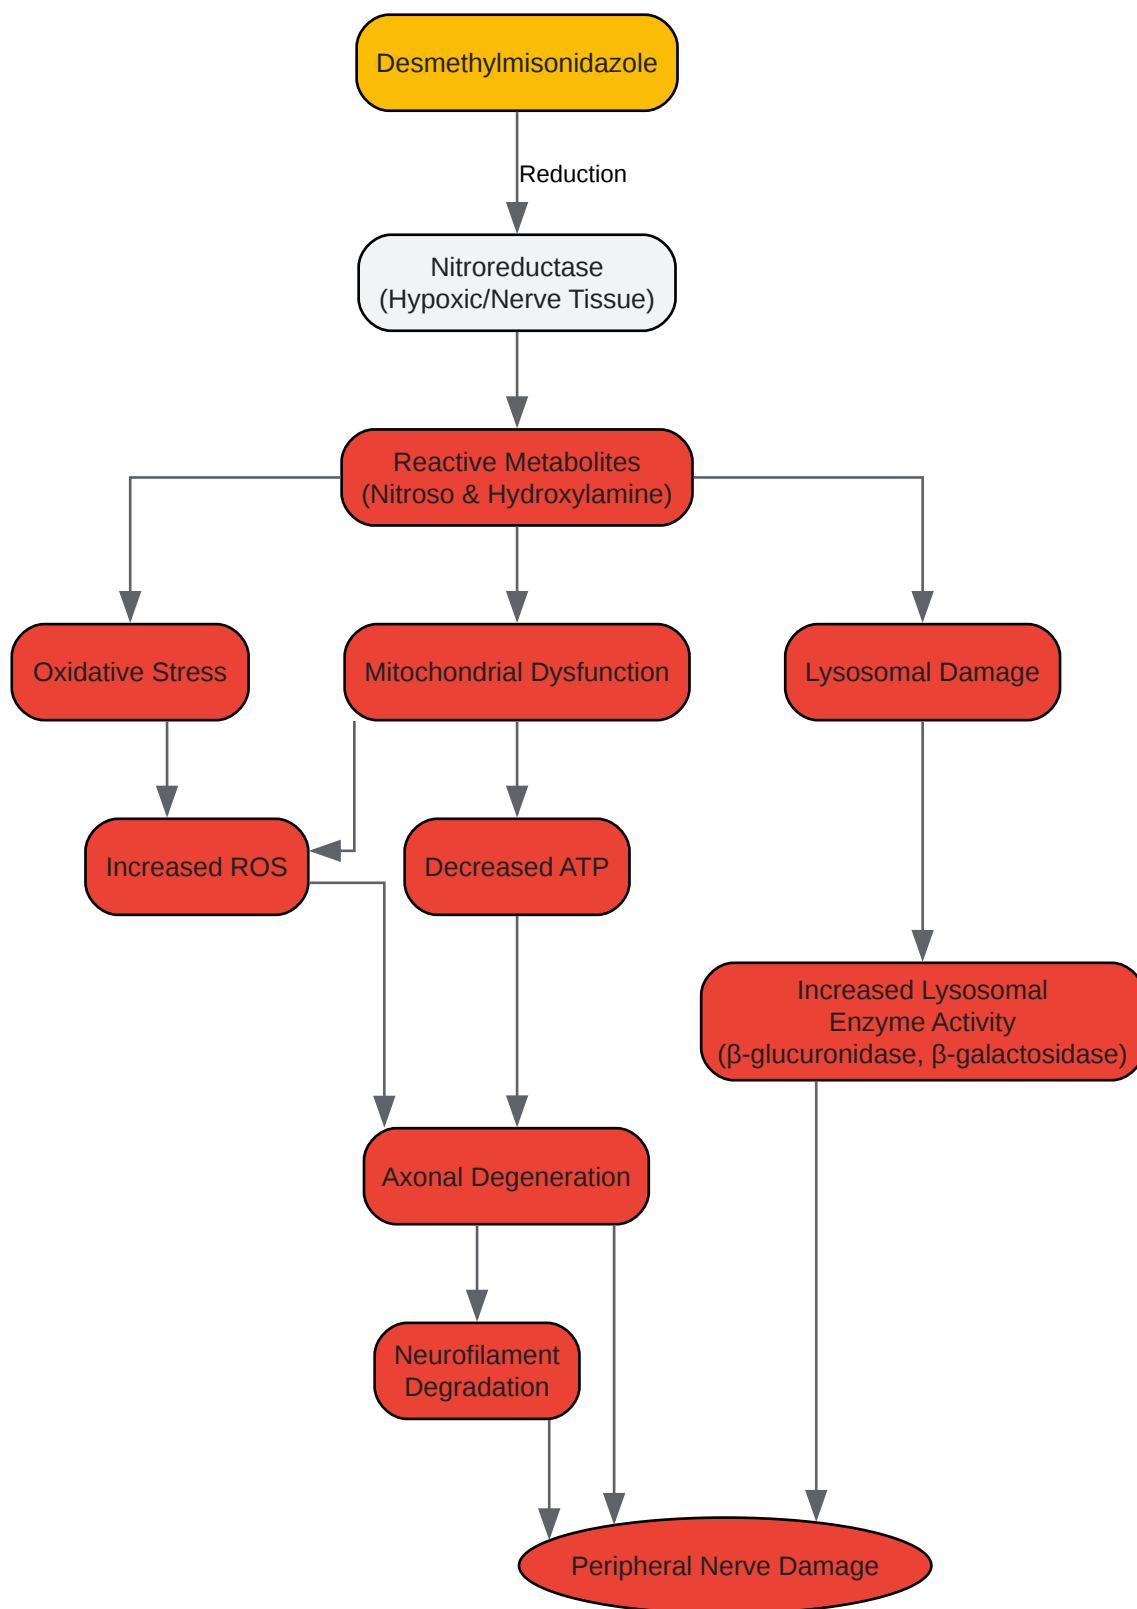 Desmethylmisonidazole
Reduction
Nitroreductase
(Hypoxic/Nerve Tissue)
Reactive Metabolites
(Nitroso & Hydroxylamine)
Oxidative Stress
Mitochondrial Dysfunction
Lysosomal Damage
Increased ROS
Decreased ATP
Increased Lysosomal
Enzyme Activity
(β-glucuronidase, β-galactosidase)
Axonal Degeneration
Neurofilament
Degradation
Peripheral Nerve Damage